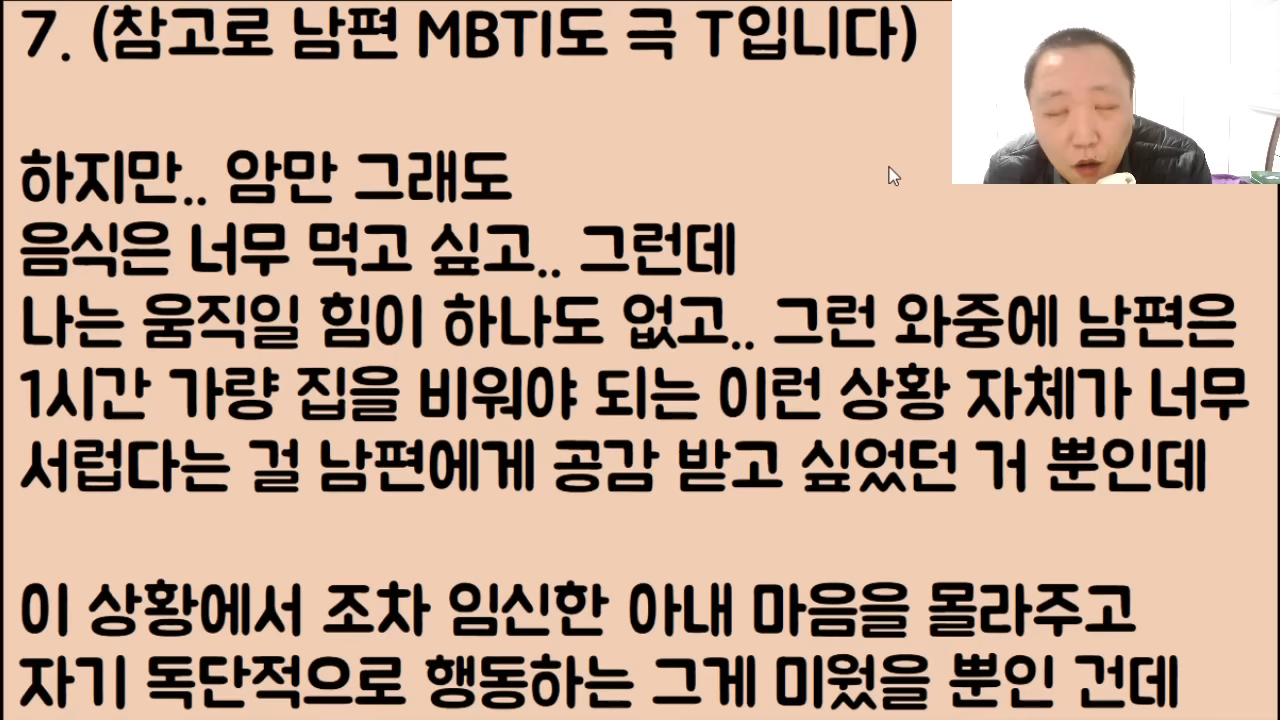 7. (참고로 남편 MBTI도 극 T입니다)
하지만.. 암만 그래도
음식은 너무 먹고 싶고.. 그런데
나는 움직일 힘이 하나도 없고.. 그런 와중에 남편은
1시간 가량 집을 비워야 되는 이런 상황 자체가 너무
서럽다는 걸 남편에게 공감 받고 싶었던 거 뿐인데
이 상황에서 조차 임신한 아내 마음을 몰라주고
자기 독단적으로 행동하는 그게 미웠을 뿐인 건데